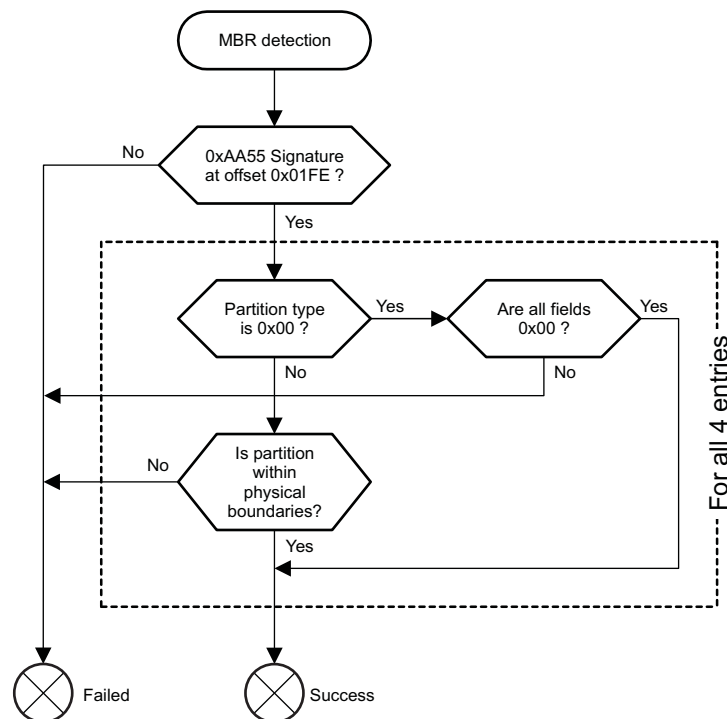 MBR detection
No
0xAA55 Signature
at offset 0x01FE ?
Yes
Partition type
is 0x00 ?
Yes
Are all fields
0x00 ?
Yes
No
No
For all 4 entries
No
Is partition
within
physical
boundaries?
Yes
Failed
Success